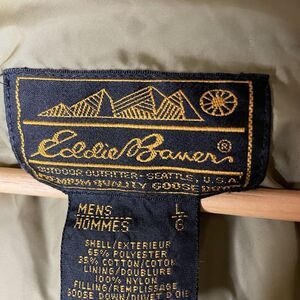 Eddie Bauer ®
OUTDOOR OUTFITTER - SEATTLE, U.S.A.
PREMIUM QUALITY GOOSE DOWN
MENS L
HOMMES G
SHELL/EXTERIEUR
65% POLYESTER
35% COTTON/COTON
LINING/DOUBLURE
100% NYLON
FILLING/REMPLISSAGE
GOOSE DOWN/DUVET D'OIE